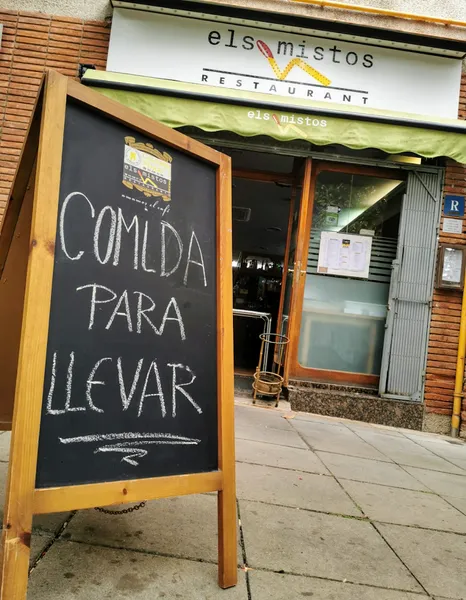 els mistos
RESTAURANT
els mistos
R
COMIDA
PARA
LLEVAR